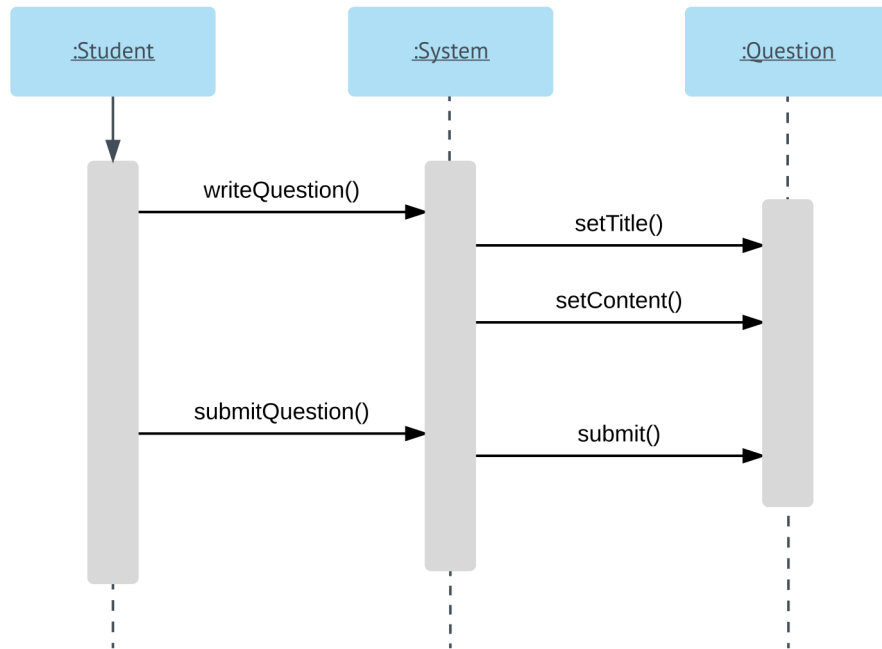 :Student
:System
:Question
writeQuestion()
setTitle()
setContent()
submitQuestion()
submit()